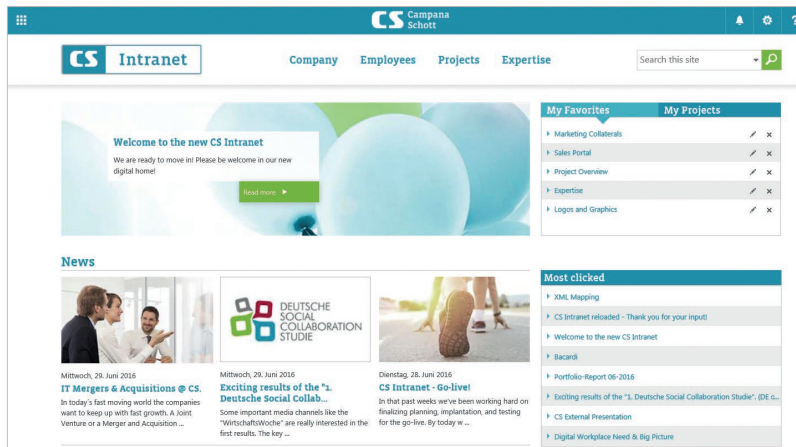 CS Campana
Schott
?
CS Intranet
Company Employees Projects Expertise
Search this site
Welcome to the new CS Intranet
We are ready to move in! Please be welcome in our new
digital home!
Read more
My Favorites My Projects
Marketing Collaterals
Sales Portal
Project Overview
Expertise
Logos and Graphics
News
DEUTSCHE
SOCIAL
COLLABORATION
STUDIE
Mittwoch, 29. Juni 2016
IT Mergers & Acquisitions @ CS.
In today's fast moving world the companies
want to keep up with fast growth. A Joint
Venture or a Merger and Acquisition ...
Mittwoch, 29. Juni 2016
Exciting results of the "1.
Deutsche Social Collab...
Some important media channels like the
"WirtschaftsWoche" are really interested in the
first results. The key ...
Dienstag, 28. Juni 2016
CS Intranet - Go-live!
In that past weeks we've been working hard on
finalizing planning, implantation, and testing
for the go-live. By today w ...
Most clicked
XML Mapping
CS Intranet reloaded - Thank you for your input!
Welcome to the new CS Intranet
Bacardi
Portfolio-Report 06-2016
Exciting results of the "1. Deutsche Social Collaboration Studie". (DE o...
CS External Presentation
Digital Workplace Need & Big Picture